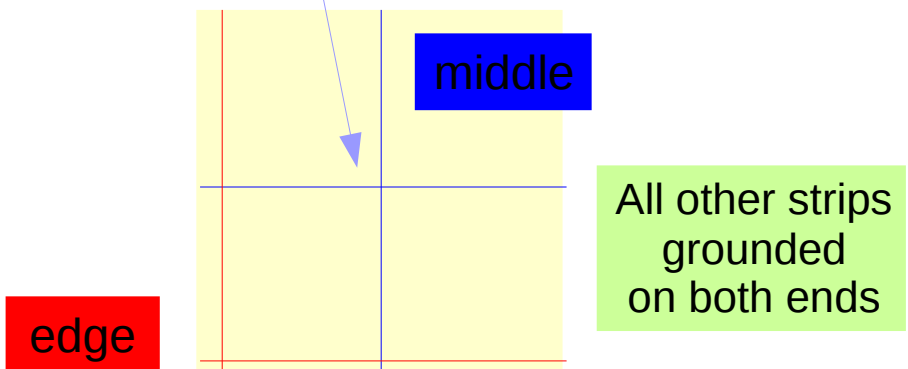 middle
All other strips
grounded
on both ends
edge